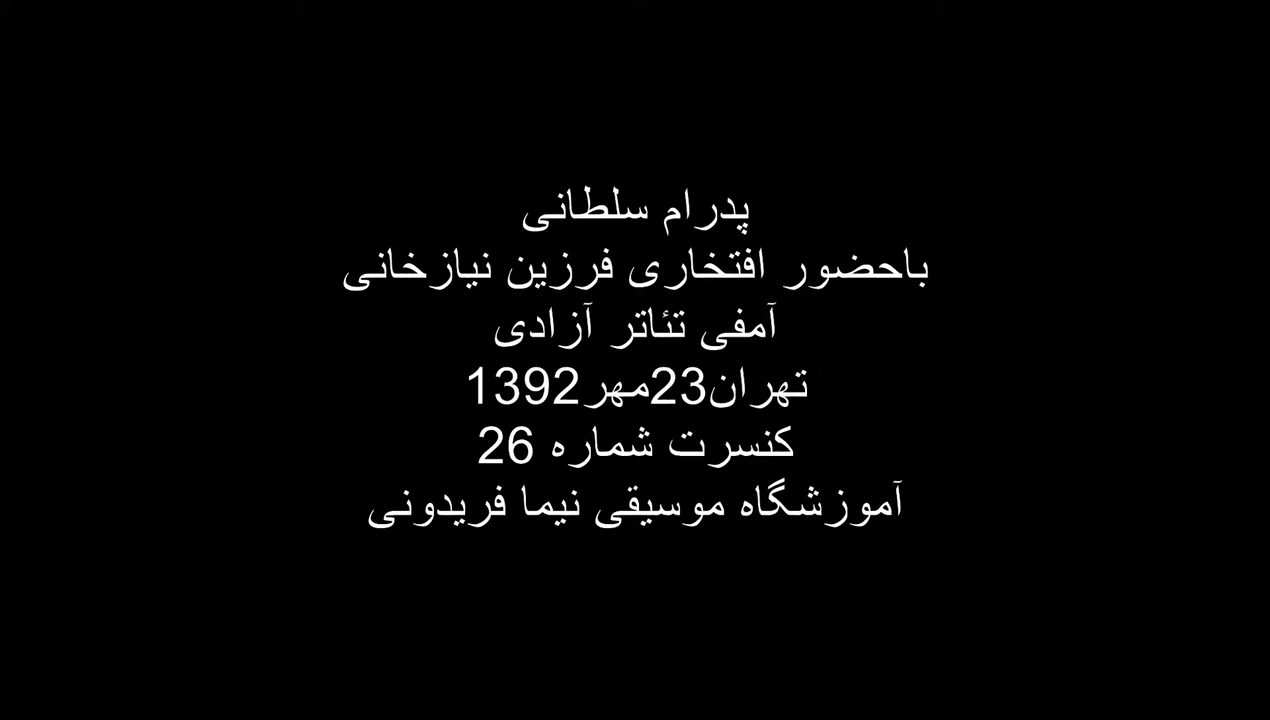 پدرام سلطانی
باحضور افتخاری فرزین نیازخانی
آمفی تئاتر آزادی
تهران23مهر1392
کنسرت شماره 26
آموزشگاه موسیقی نیما فریدونی